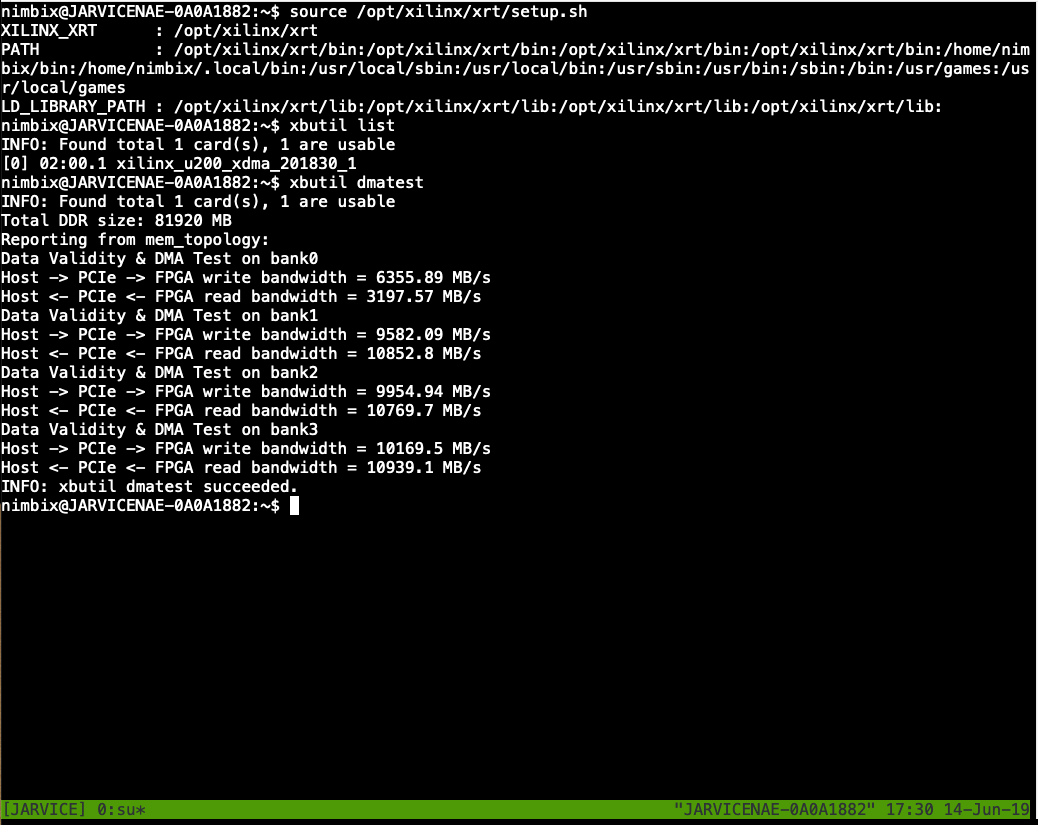 nimbix@JARVICENAE-0A0A1882:~$ source /opt/xilinx/xrt/setup.sh
XILINX_XRT      : /opt/xilinx/xrt
PATH            : /opt/xilinx/xrt/bin:/opt/xilinx/xrt/bin:/opt/xilinx/xrt/bin:/opt/xilinx/xrt/bin:/home/nim
bix/bin:/home/nimbix/.local/bin:/usr/local/sbin:/usr/local/bin:/usr/sbin:/usr/bin:/sbin:/bin:/usr/games:/us
r/local/games
LD_LIBRARY_PATH : /opt/xilinx/xrt/lib:/opt/xilinx/xrt/lib:/opt/xilinx/xrt/lib:/opt/xilinx/xrt/lib:
nimbix@JARVICENAE-0A0A1882:~$ xbutil list
INFO: Found total 1 card(s), 1 are usable
[0] 02:00.1 xilinx_u200_xdma_201830_1
nimbix@JARVICENAE-0A0A1882:~$ xbutil dmatest
INFO: Found total 1 card(s), 1 are usable
Total DDR size: 81920 MB
Reporting from mem_topology:
Data Validity & DMA Test on bank0
Host -> PCIe -> FPGA write bandwidth = 6355.89 MB/s
Host <- PCIe <- FPGA read bandwidth = 3197.57 MB/s
Data Validity & DMA Test on bank1
Host -> PCIe -> FPGA write bandwidth = 9582.09 MB/s
Host <- PCIe <- FPGA read bandwidth = 10852.8 MB/s
Data Validity & DMA Test on bank2
Host -> PCIe -> FPGA write bandwidth = 9954.94 MB/s
Host <- PCIe <- FPGA read bandwidth = 10769.7 MB/s
Data Validity & DMA Test on bank3
Host -> PCIe -> FPGA write bandwidth = 10169.5 MB/s
Host <- PCIe <- FPGA read bandwidth = 10939.1 MB/s
INFO: xbutil dmatest succeeded.
nimbix@JARVICENAE-0A0A1882:~$
[JARVICE] 0:su* "JARVICENAE-0A0A1882" 17:30 14-Jun-19